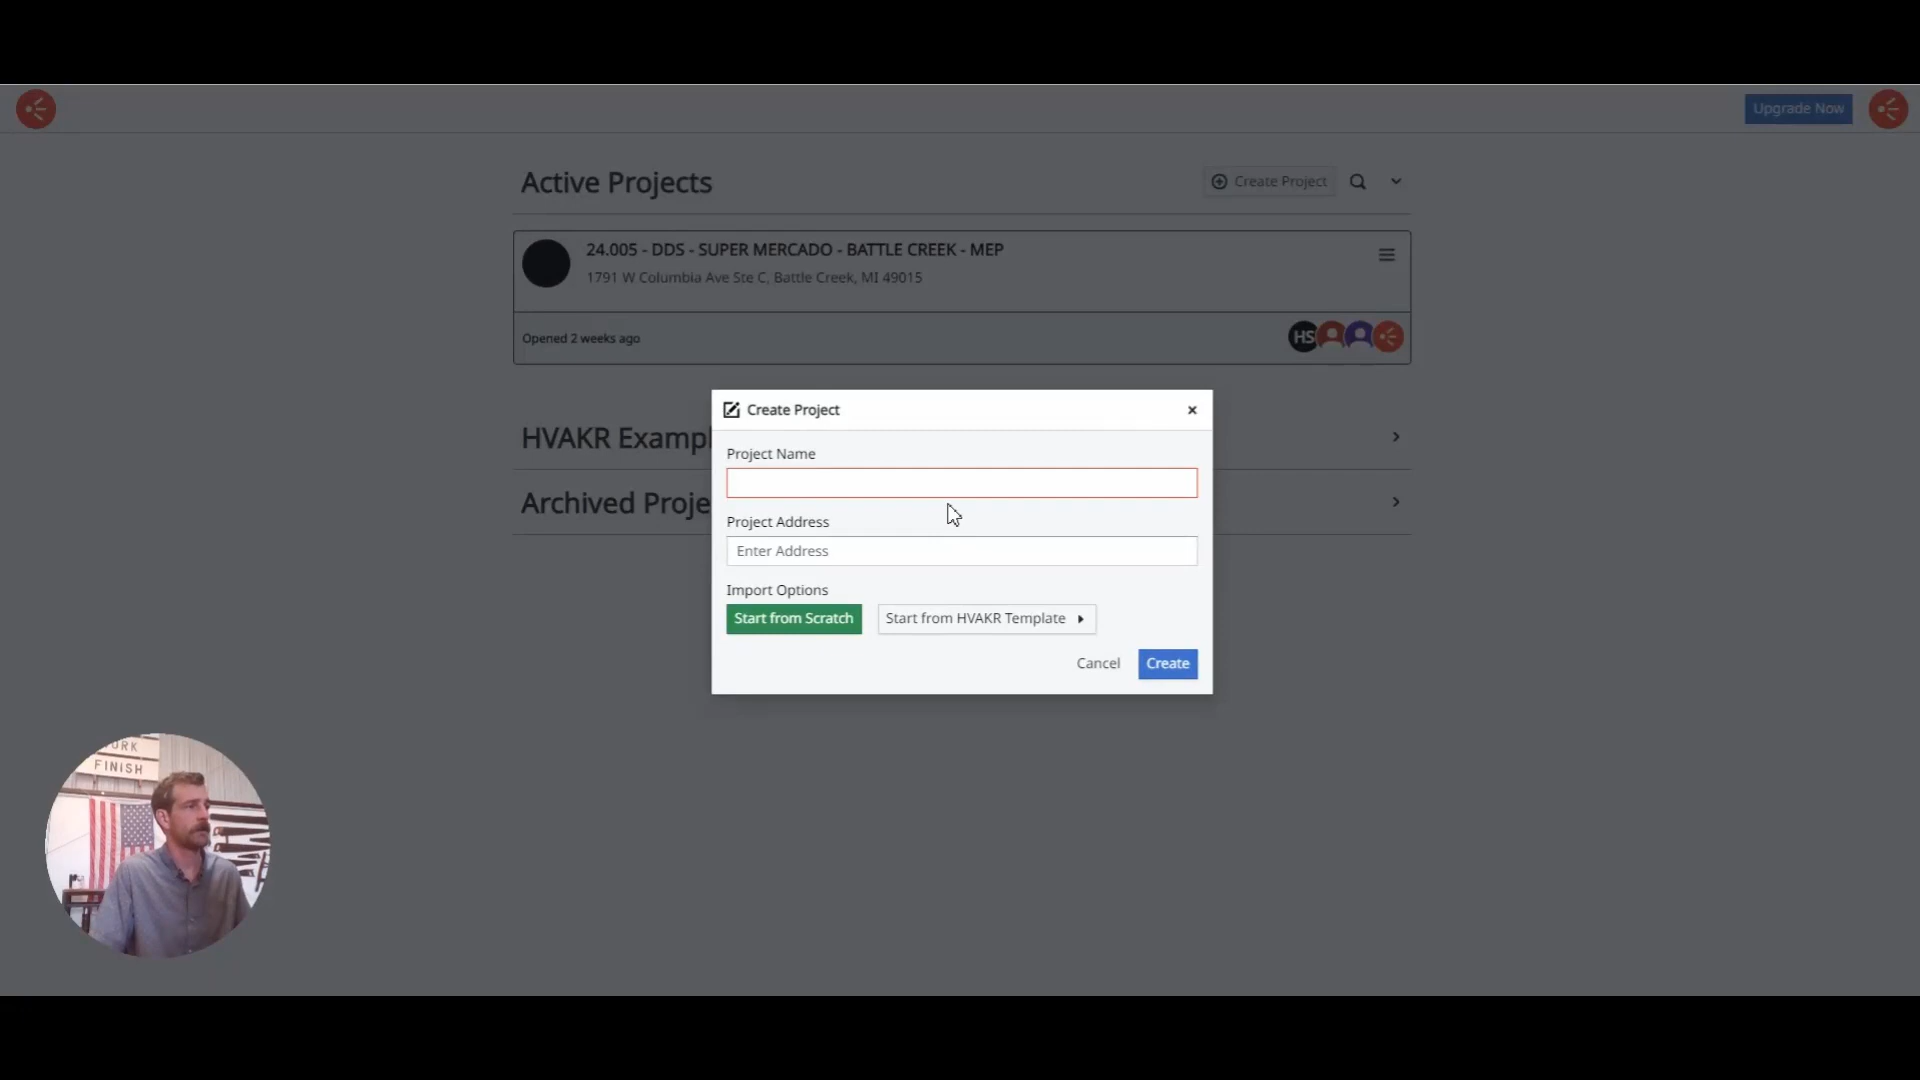 Upgrade Now
Active Projects
Create Project
24.005 - DDS - SUPER MERCADO - BATTLE CREEK - MEP
1791 W Columbia Ave Ste C, Battle Creek, MI 49015
Opened 2 weeks ago
HS
HVAKR Exampl
Archived Proje
Create Project
Project Name
Project Address
Enter Address
Import Options
Start from Scratch
Start from HVAKR Template
Cancel
Create
FINISH